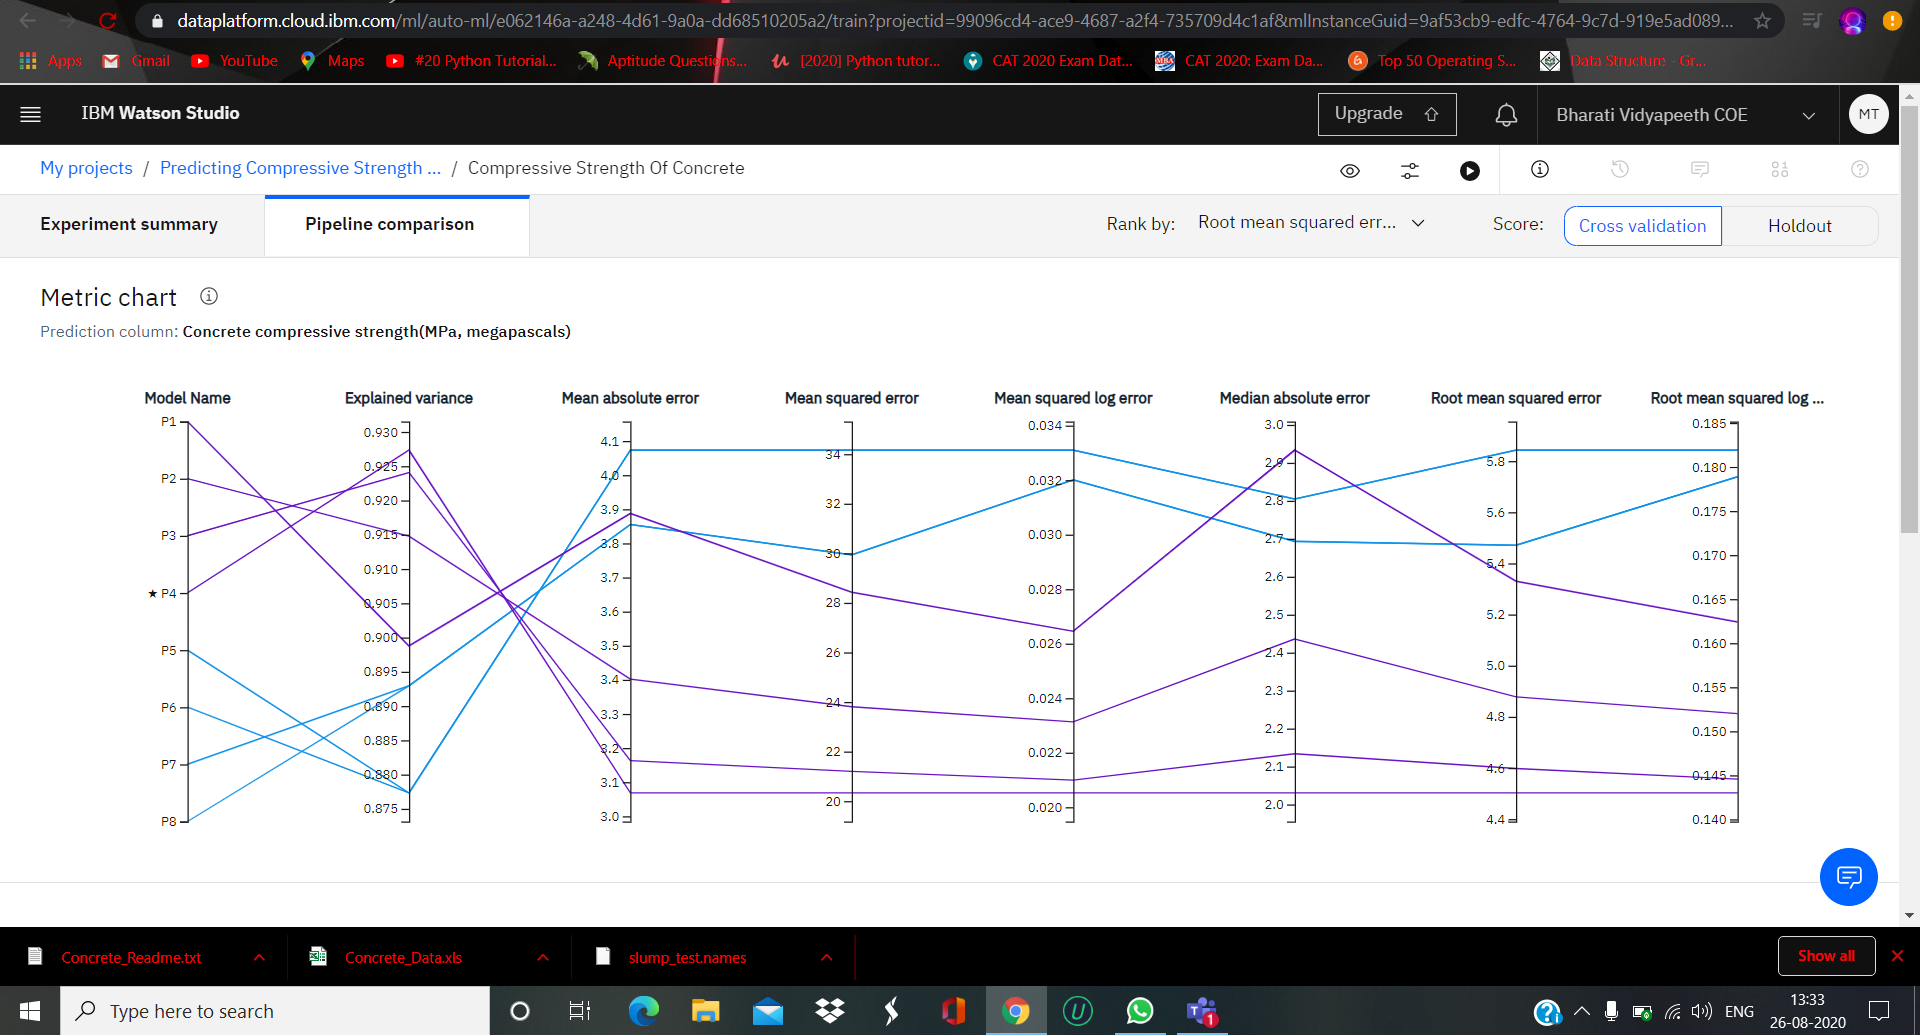 dataplatform.cloud.ibm.com/ml/auto-ml/e062146a-a248-4d61-9a0a-dd68510205a2/train?projectid=99096cd4-ace9-4687-a2f4-735709d4c1af&mlInstanceGuid=9af53cb9-edfc-4764-9c7d-919e5ad089...
Apps Gmail YouTube Maps #20 Python Tutorial... Aptitude Questions... [2020] Python tutor... CAT 2020 Exam Dat... CAT 2020: Exam Da... Top 50 Operating S... Data Structure - Gr...
IBM Watson Studio Upgrade Bharati Vidyapeeth COE MT
My projects / Predicting Compressive Strength ... / Compressive Strength Of Concrete
Experiment summary Pipeline comparison Rank by: Root mean squared err... Score: Cross validation Holdout
Metric chart
Prediction column: Concrete compressive strength(MPa, megapascals)
Model Name
P1
P2
P3
★ P4
P5
P6
P7
P8
Explained variance
0.930
0.925
0.920
0.915
0.910
0.905
0.900
0.895
0.890
0.885
0.880
0.875
Mean absolute error
4.1
4.0
3.9
3.8
3.7
3.6
3.5
3.4
3.3
3.2
3.1
3.0
Mean squared error
34
32
30
28
26
24
22
20
Mean squared log error
0.034
0.032
0.030
0.028
0.026
0.024
0.022
0.020
Median absolute error
3.0
2.9
2.8
2.7
2.6
2.5
2.4
2.3
2.2
2.1
2.0
Root mean squared error
5.8
5.6
5.4
5.2
5.0
4.8
4.6
4.4
Root mean squared log ...
0.185
0.180
0.175
0.170
0.165
0.160
0.155
0.150
0.145
0.140
Concrete_Readme.txt Concrete_Data.xls slump_test.names Show all
Type here to search 1 ENG 13:33
26-08-2020